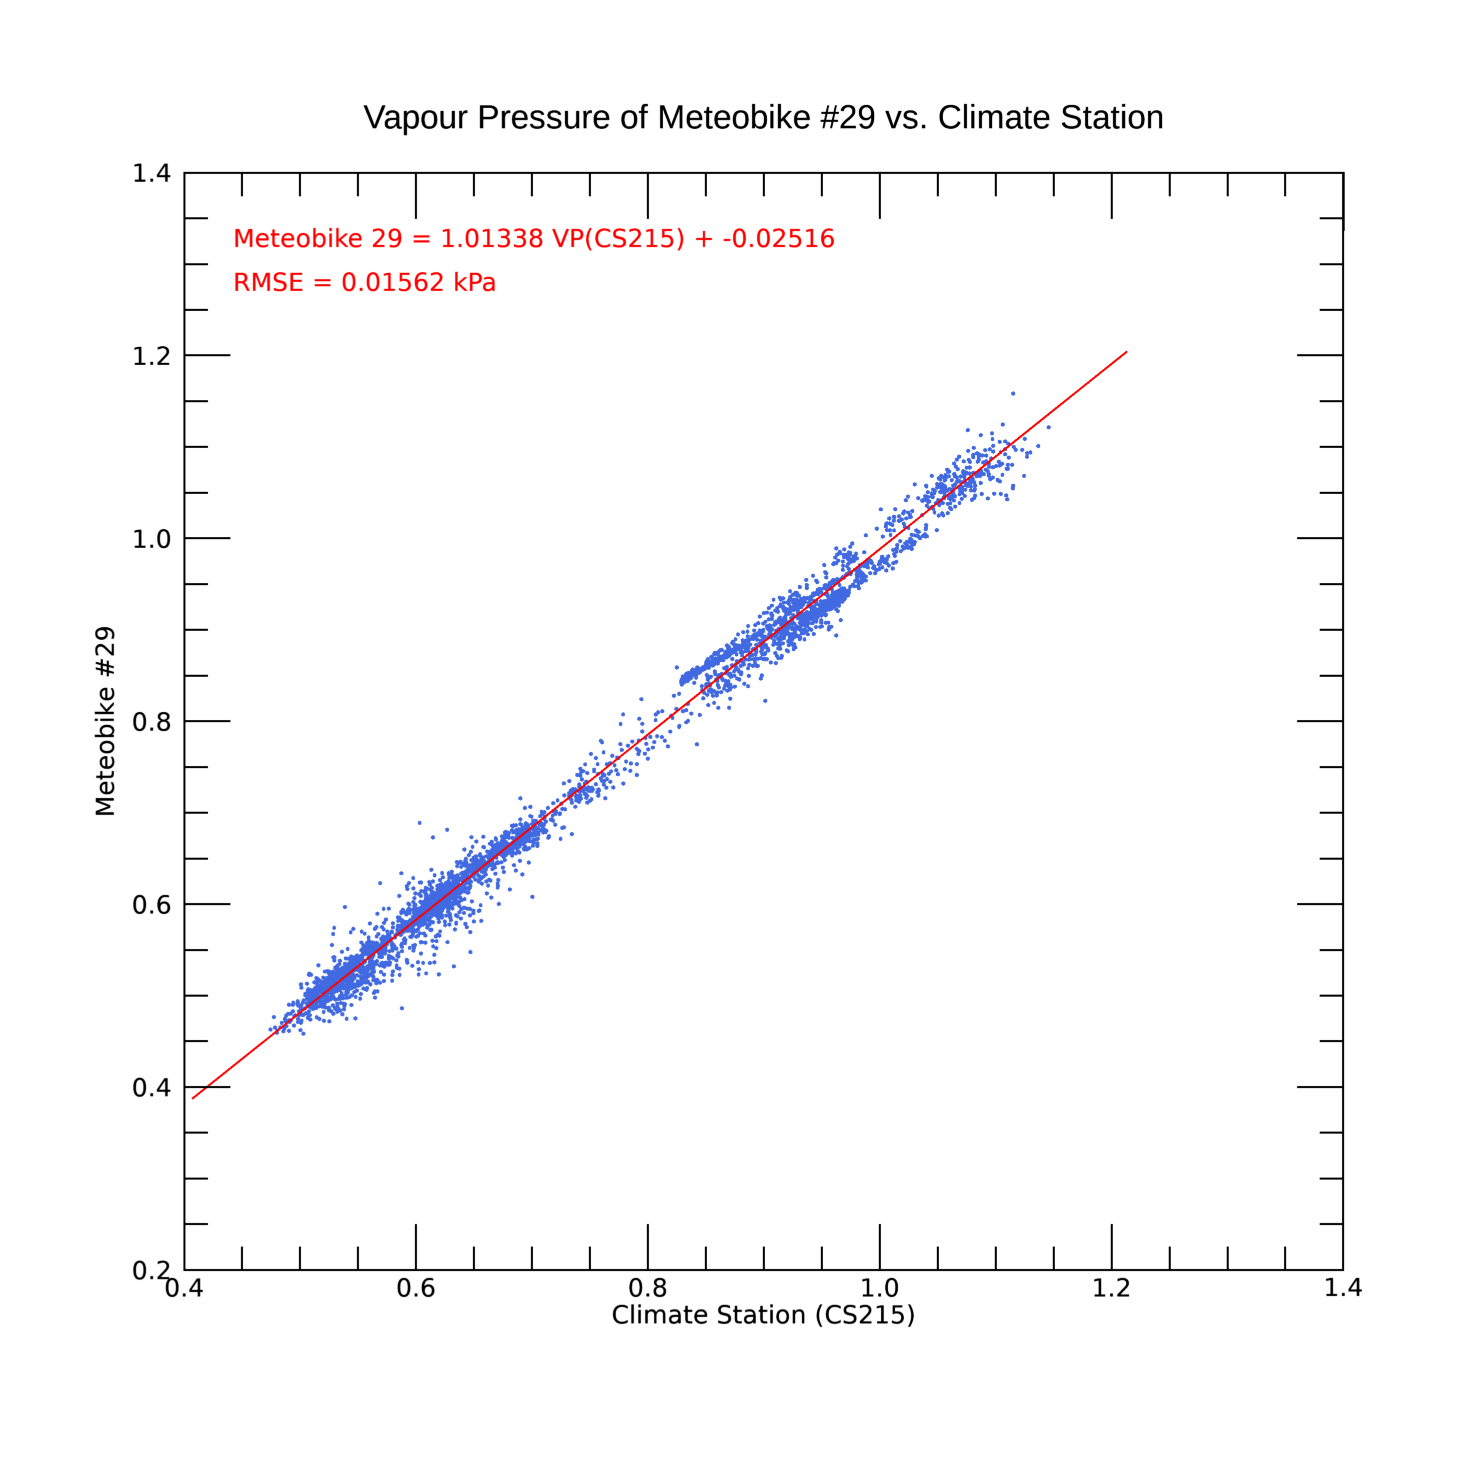 Vapour Pressure of Meteobike #29 vs. Climate Station
1.4
Meteobike 29 = 1.01338 VP(CS215) + -0.02516
RMSE = 0.01562 kPa
1.2
1.0
Meteobike #29
0.8
0.6
0.4
0.2
0.4 0.6 0.8 1.0 1.2 1.4
Climate Station (CS215)